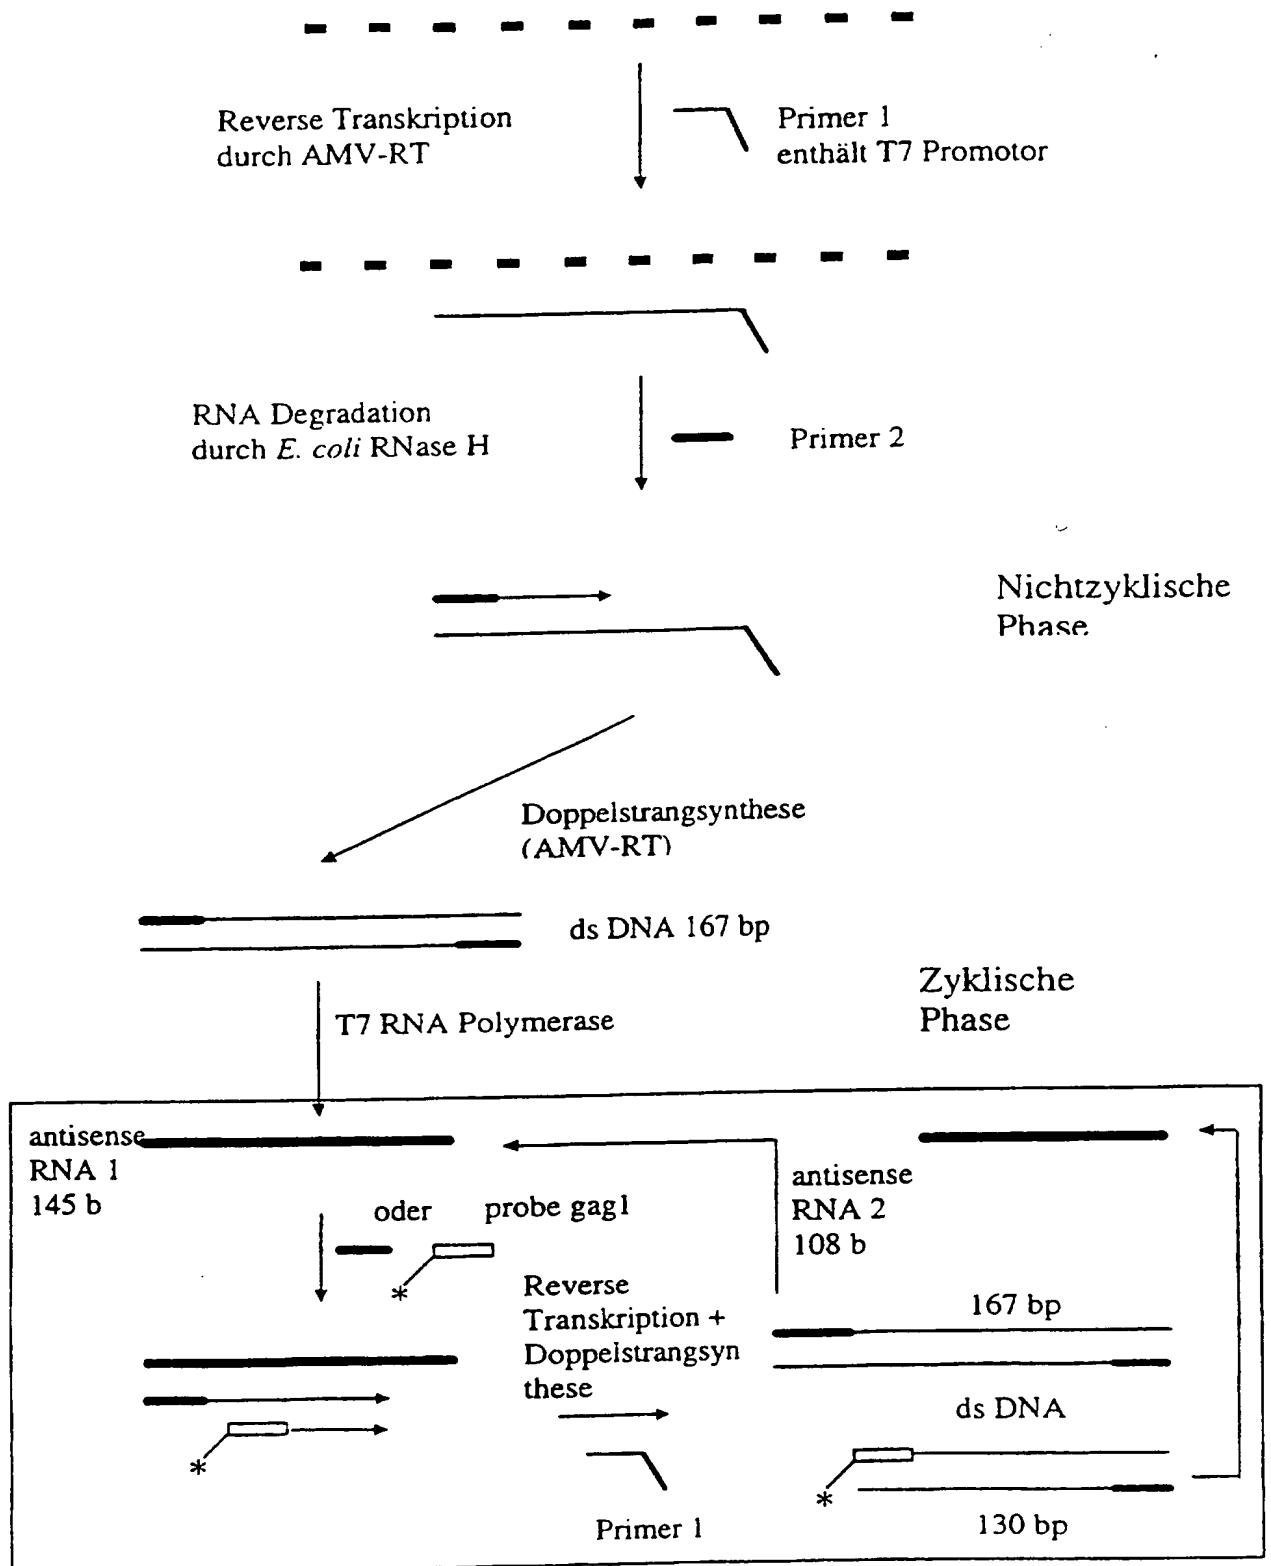 Reverse Transkription
durch AMV-RT
Primer 1
enthält T7 Promotor
RNA Degradation
durch E. coli RNase H
Primer 2
Nichtzyklische
Phase
Doppelstrangsynthese
(AMV-RT)
ds DNA 167 bp
Zyklische
Phase
T7 RNA Polymerase
antisense
RNA 1
145 b
oder
probe gag1
*
antisense
RNA 2
108 b
Reverse
Transkription +
Doppelstrangsyn
these
167 bp
ds DNA
*
*
Primer 1
130 bp